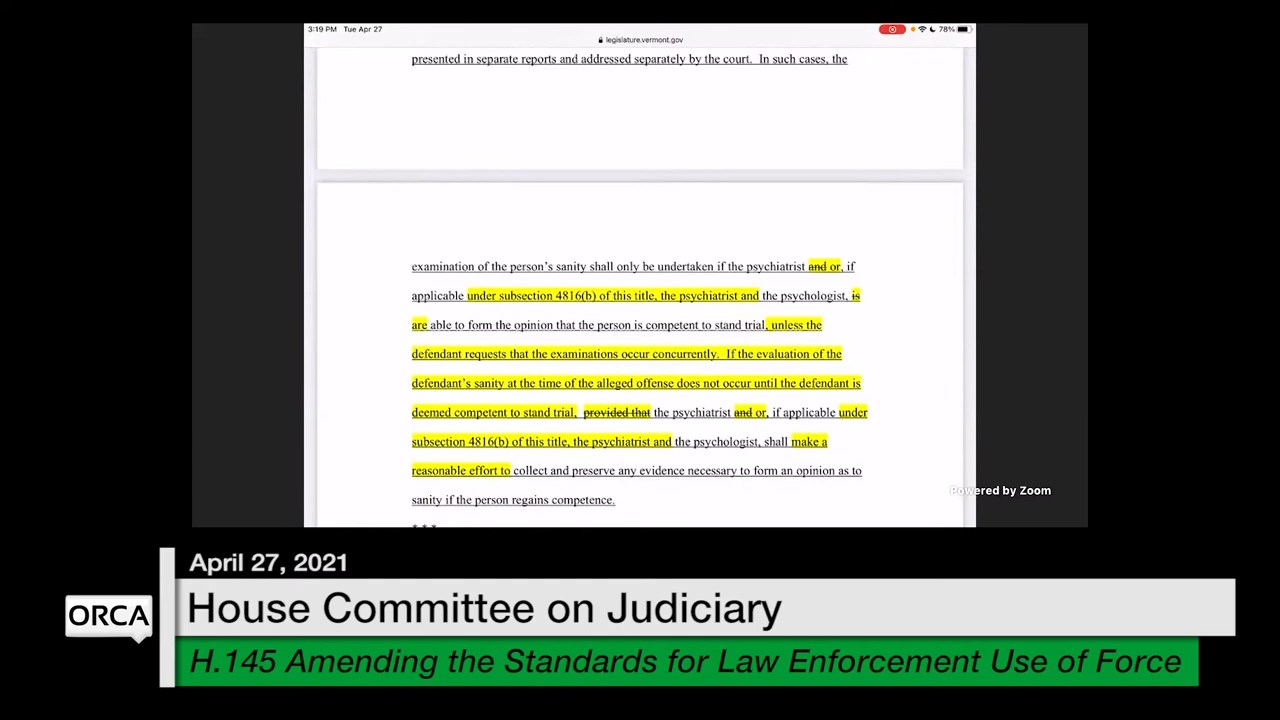 3:19 PM Tue Apr 27
78%
legislature.vermont.gov
presented in separate reports and addressed separately by the court. In such cases, the
examination of the person's sanity shall only be undertaken if the psychiatrist and or, if
applicable under subsection 4816(b) of this title, the psychiatrist and the psychologist, is
are able to form the opinion that the person is competent to stand trial, unless the
defendant requests that the examinations occur concurrently. If the evaluation of the
defendant's sanity at the time of the alleged offense does not occur until the defendant is
deemed competent to stand trial, provided that the psychiatrist and or, if applicable under
subsection 4816(b) of this title, the psychiatrist and the psychologist, shall make a
reasonable effort to collect and preserve any evidence necessary to form an opinion as to
sanity if the person regains competence.
* * *
Powered by Zoom
April 27, 2021
ORCA
House Committee on Judiciary
H.145 Amending the Standards for Law Enforcement Use of Force